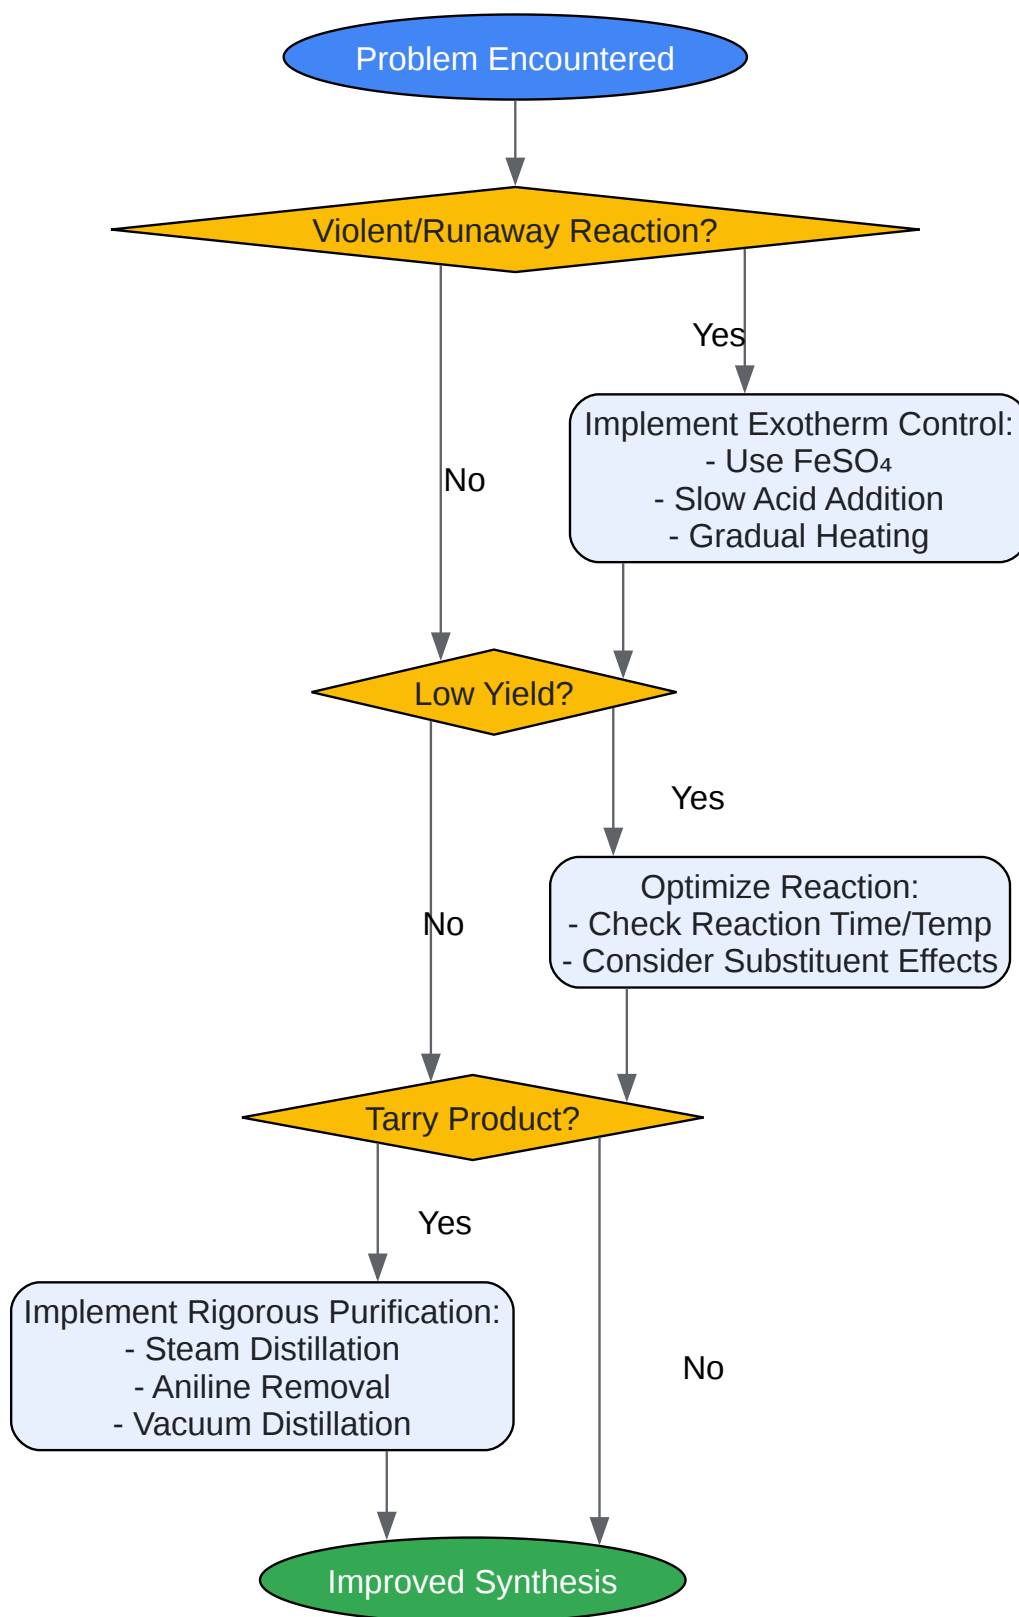 Problem Encountered
Violent/Runaway Reaction?
Yes
Implement Exotherm Control:
- Use FeSO₄
- Slow Acid Addition
- Gradual Heating
No
Low Yield?
Yes
Optimize Reaction:
- Check Reaction Time/Temp
- Consider Substituent Effects
No
Tarry Product?
Yes
Implement Rigorous Purification:
- Steam Distillation
- Aniline Removal
- Vacuum Distillation
No
Improved Synthesis